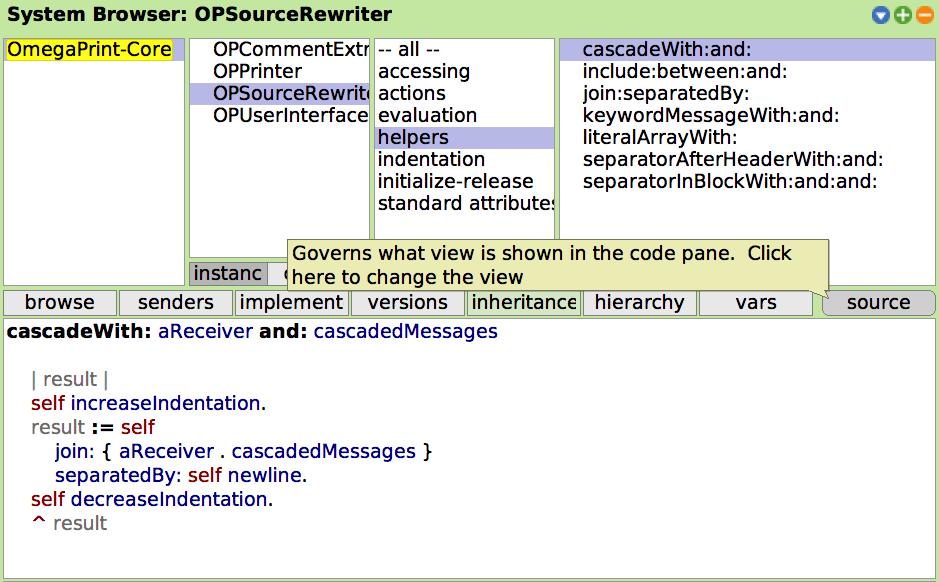 System Browser: OPSourceRewriter
OmegaPrint-Core
OPCommentExtr
OPPrinter
OPSourceRewrite
OPUserInterface
-- all --
accessing
actions
evaluation
helpers
indentation
initialize-release
standard attributes
cascadeWith:and:
include:between:and:
join:separatedBy:
keywordMessageWith:and:
literalArrayWith:
separatorAfterHeaderWith:and:
separatorInBlockWith:and:and:
instanc
Governs what view is shown in the code pane.  Click
here to change the view
browse
senders
implement
versions
inheritance
hierarchy
vars
source
cascadeWith: aReceiver and: cascadedMessages
| result |
self increaseIndentation.
result := self
join: { aReceiver . cascadedMessages }
separatedBy: self newline.
self decreaseIndentation.
^ result